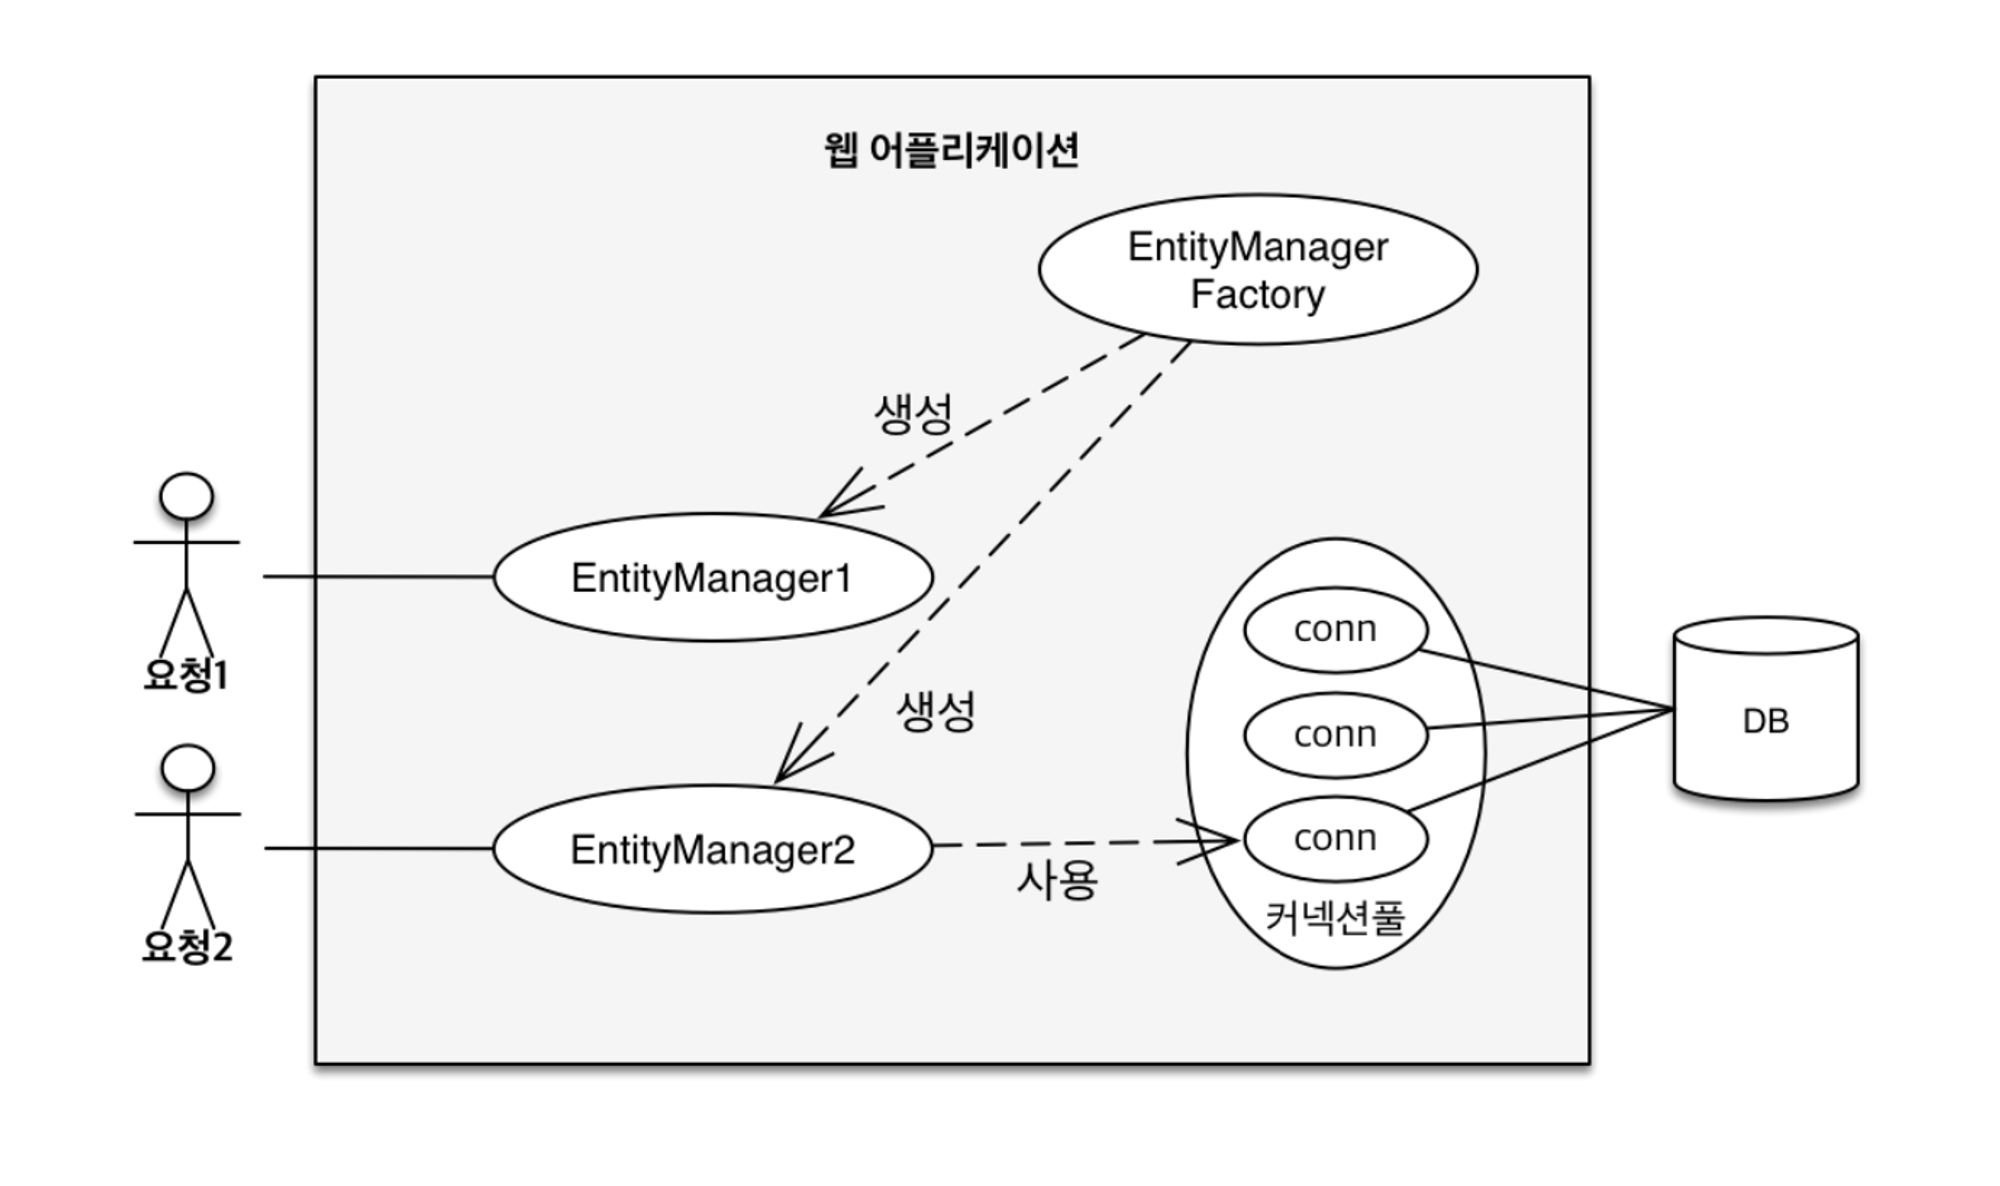 웹 어플리케이션
EntityManager
Factory
생성
EntityManager1
요청1
생성
EntityManager2
요청2
사용
conn
conn
conn
커넥션풀
DB